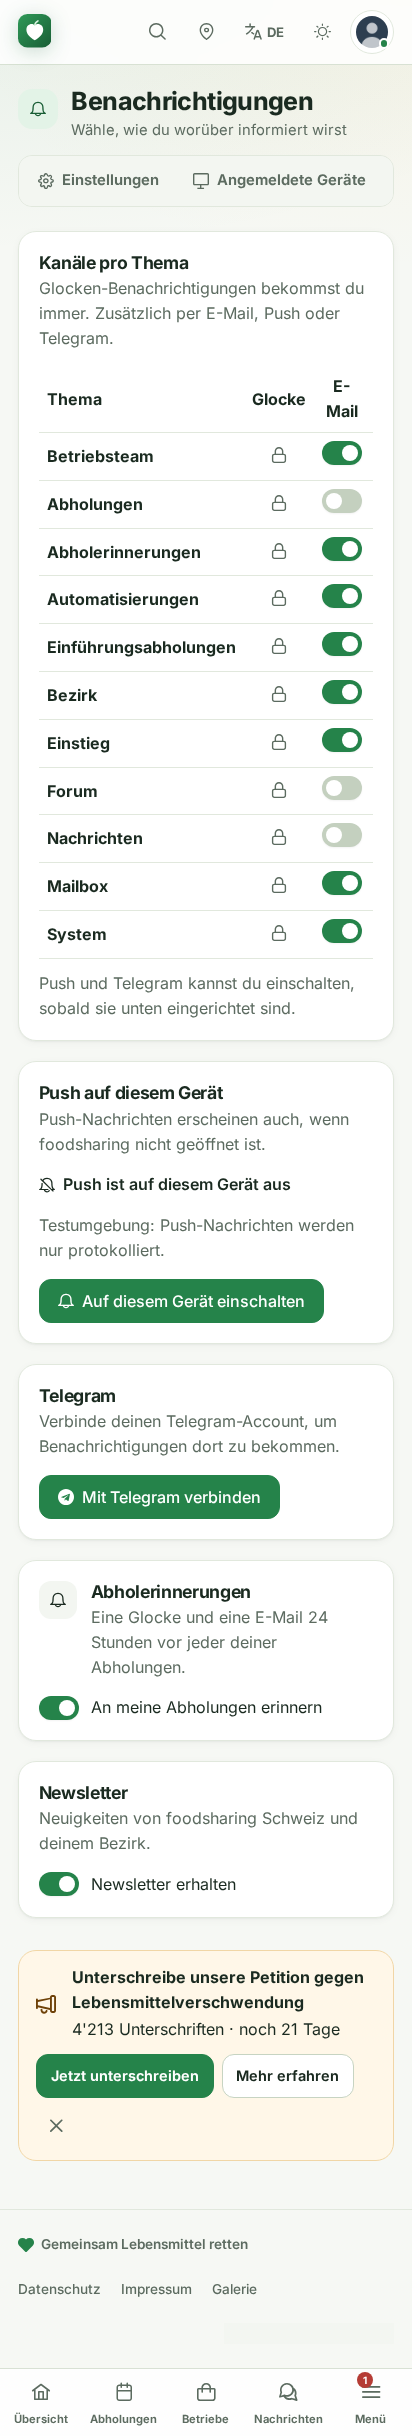 DE
Benachrichtigungen
Wähle, wie du worüber informiert wirst
Einstellungen Angemeldete Geräte
Kanäle pro Thema
Glocken-Benachrichtigungen bekommst du
immer. Zusätzlich per E-Mail, Push oder
Telegram.
Thema Glocke E-
Mail
Betriebsteam
Abholungen
Abholerinnerungen
Automatisierungen
Einführungsabholungen
Bezirk
Einstieg
Forum
Nachrichten
Mailbox
System
Push und Telegram kannst du einschalten,
sobald sie unten eingerichtet sind.
Push auf diesem Gerät
Push-Nachrichten erscheinen auch, wenn
foodsharing nicht geöffnet ist.
Push ist auf diesem Gerät aus
Testumgebung: Push-Nachrichten werden
nur protokolliert.
Auf diesem Gerät einschalten
Telegram
Verbinde deinen Telegram-Account, um
Benachrichtigungen dort zu bekommen.
Mit Telegram verbinden
Abholerinnerungen
Eine Glocke und eine E-Mail 24
Stunden vor jeder deiner
Abholungen.
An meine Abholungen erinnern
Newsletter
Neuigkeiten von foodsharing Schweiz und
deinem Bezirk.
Newsletter erhalten
Unterschreibe unsere Petition gegen
Lebensmittelverschwendung
4'213 Unterschriften · noch 21 Tage
Jetzt unterschreiben Mehr erfahren
Gemeinsam Lebensmittel retten
Datenschutz Impressum Galerie
1
Übersicht Abholungen Betriebe Nachrichten Menü